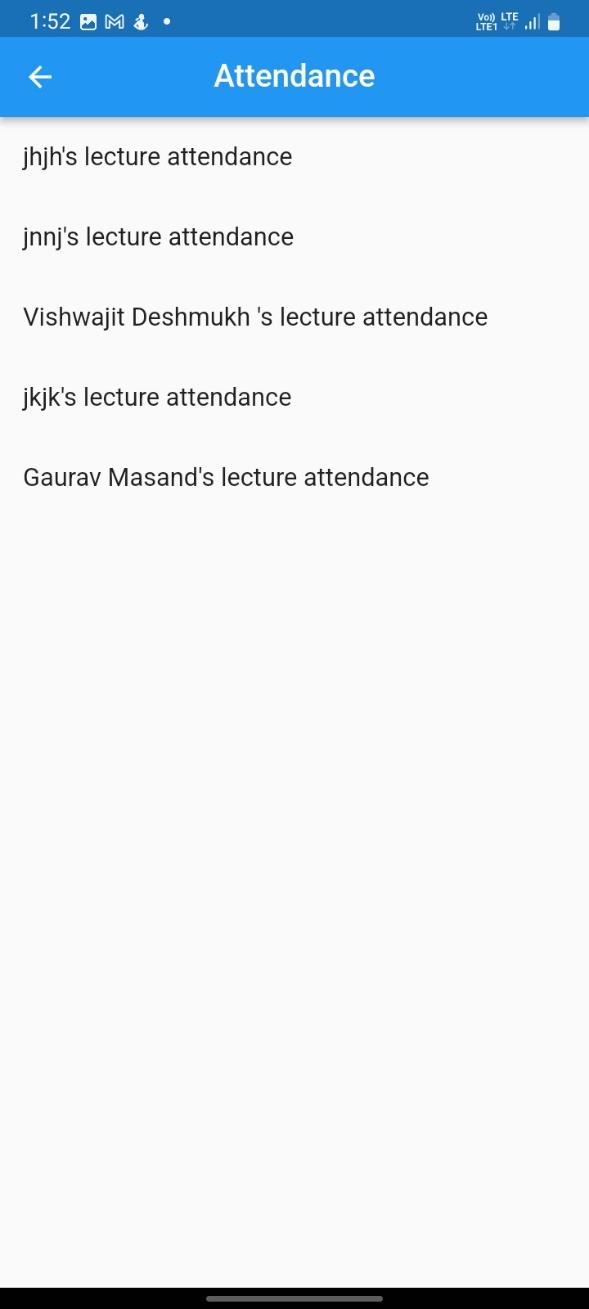 1:52
Vo)) LTE
LTE1
Attendance
jhjh's lecture attendance
jnnj's lecture attendance
Vishwajit Deshmukh 's lecture attendance
jkjk's lecture attendance
Gaurav Masand's lecture attendance